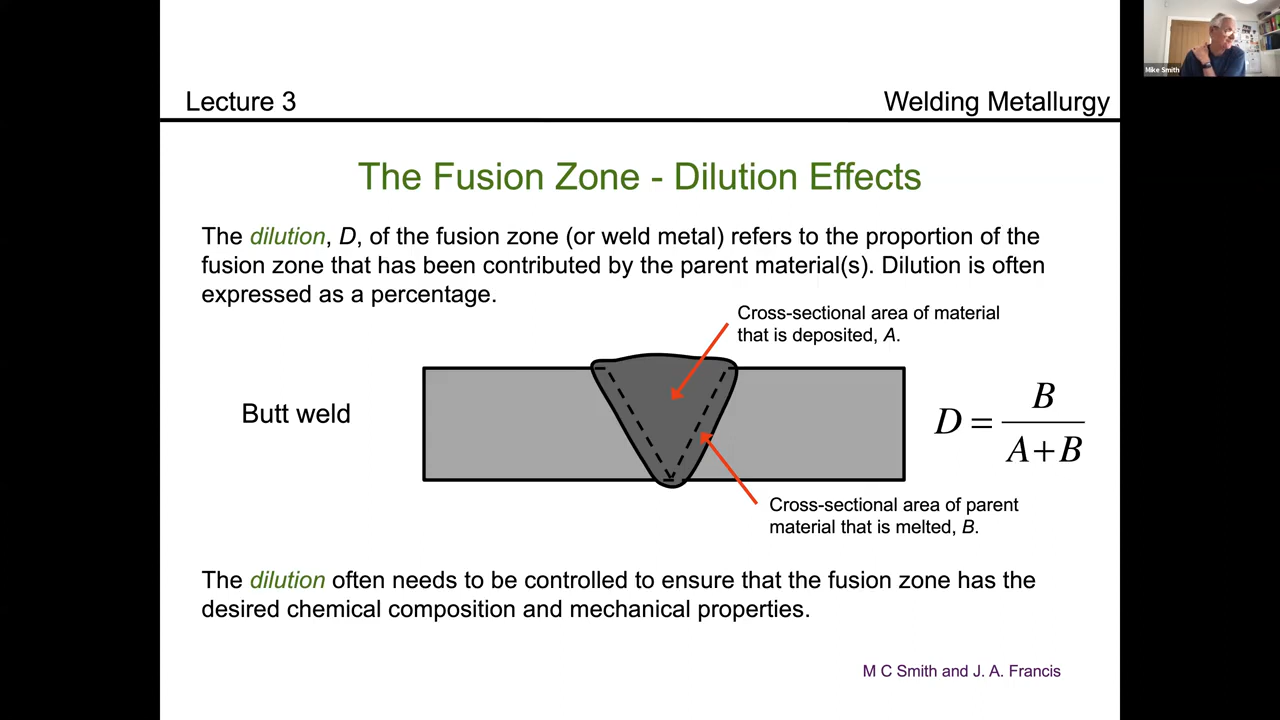 Mike Smith
Lecture 3
Welding Metallurgy
The Fusion Zone - Dilution Effects
The dilution, D, of the fusion zone (or weld metal) refers to the proportion of the
fusion zone that has been contributed by the parent material(s). Dilution is often
expressed as a percentage.
Cross-sectional area of material
that is deposited, A.
Butt weld
D = B / A+B
Cross-sectional area of parent
material that is melted, B.
The dilution often needs to be controlled to ensure that the fusion zone has the
desired chemical composition and mechanical properties.
M C Smith and J. A. Francis